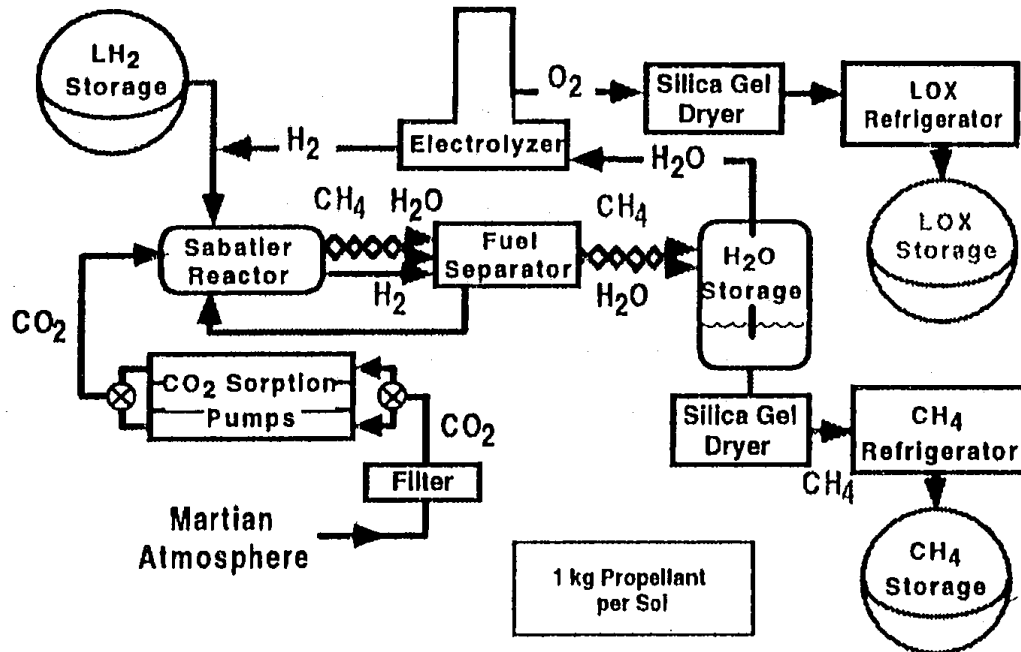 LH₂
Storage
O₂
Silica Gel
Dryer
LOX
Refrigerator
H₂
Electrolyzer
H₂O
LOX
Storage
CH₄
H₂O
CH₄
Sabatier
Reactor
Fuel
Separator
H₂O
Storage
H₂
H₂O
CO₂
CO₂ Sorption
Pumps
CO₂
Silica Gel
Dryer
CH₄
Refrigerator
CH₄
Filter
Martian
Atmosphere
1 kg Propellant
per Sol
CH₄
Storage